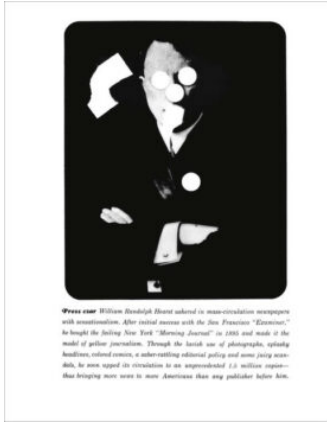 Press czar William Randolph Hearst ushered in mass-circulation newspapers
with sensationalism. After initial success with the San Francisco "Examiner,"
he bought the failing New York "Morning Journal" in 1895 and made it the
model of yellow journalism. Through the lavish use of photographs, splashy
headlines, colored comics, a saber-rattling editorial policy and some juicy scan-
dals, he soon upped its circulation to an unprecedented 1.5 million copies—
thus bringing more news to more Americans than any publisher before him.